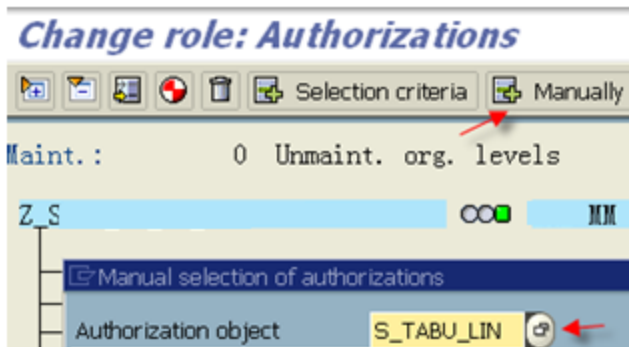 Change role: Authorizations
Selection criteria Manually
Maint.: 0 Unmaint. org. levels
Z_S MM
Manual selection of authorizations
Authorization object S_TABU_LIN